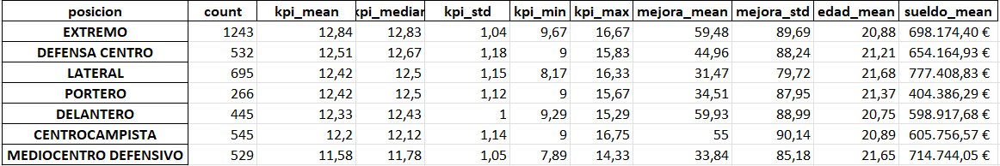 posicion count kpi_mean kpi_median kpi_std kpi_min kpi_max mejora_mean mejora_std edad_mean sueldo_mean
EXTREMO 1243 12,84 12,83 1,04 9,67 16,67 59,48 89,69 20,88 698.174,40 €
DEFENSA CENTRO 532 12,51 12,67 1,18 9 15,83 44,96 88,24 21,21 654.164,93 €
LATERAL 695 12,42 12,5 1,15 8,17 16,33 31,47 79,72 21,68 777.408,83 €
PORTERO 266 12,42 12,5 1,12 9 15,67 34,51 87,95 21,37 404.386,29 €
DELANTERO 445 12,33 12,43 1 9,29 15,29 59,93 88,99 20,75 598.917,68 €
CENTROCAMPISTA 545 12,2 12,12 1,14 9 16,75 55 90,14 20,89 605.756,57 €
MEDIOCENTRO DEFENSIVO 529 11,58 11,78 1,05 7,89 14,33 33,84 85,18 21,65 714.744,05 €